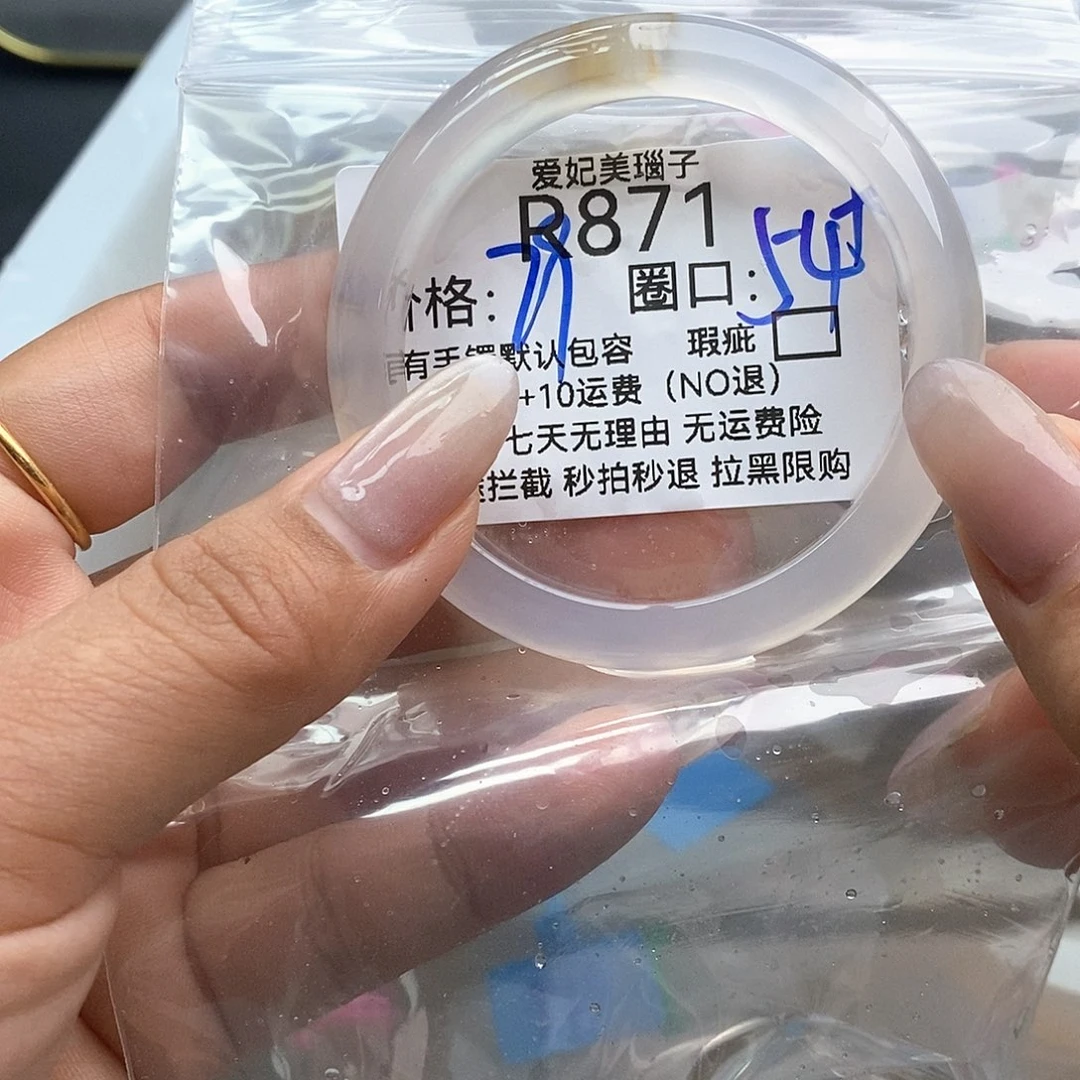 爱妃美瑙子
R871
价格： 圈口：54
有手镯默认包容 瑕疵
+10运费（NO退）
七天无理由 无运费险
拦截 秒拍秒退 拉黑限购